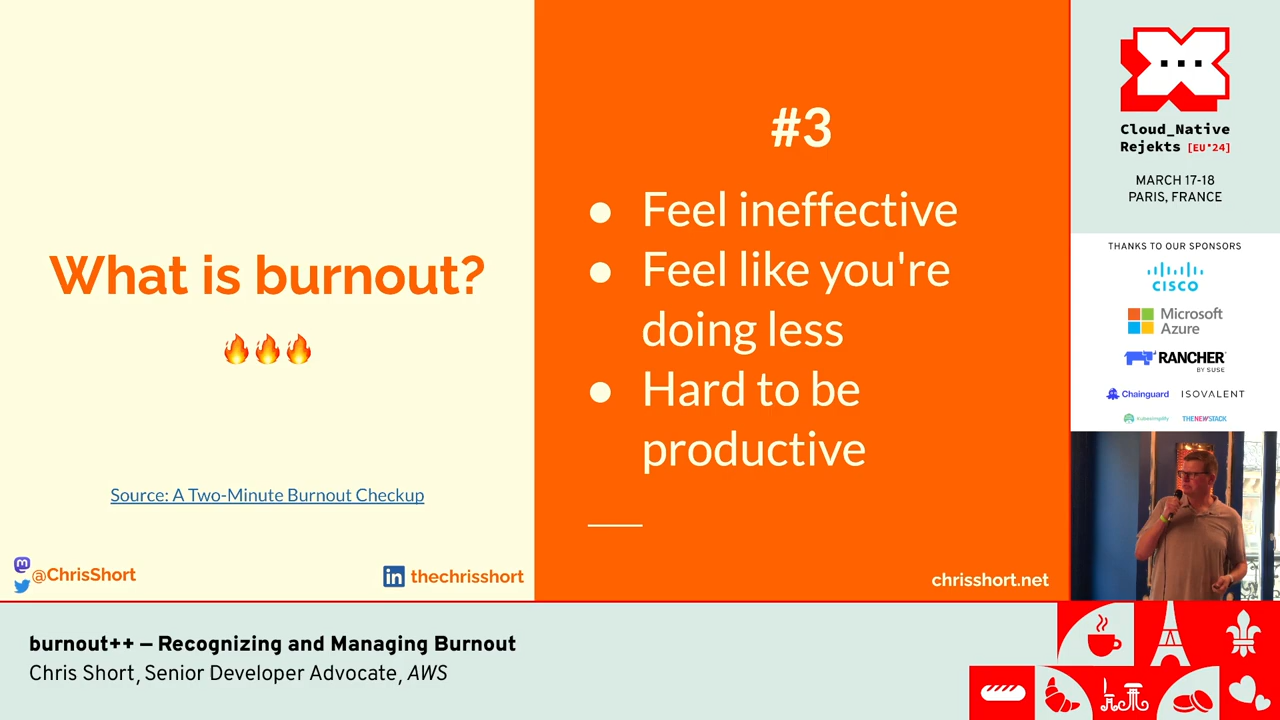 What is burnout?
Source: A Two-Minute Burnout Checkup
@ChrisShort
in thechrisshort
#3
● Feel ineffective
● Feel like you're
doing less
● Hard to be
productive
chrisshort.net
Cloud_Native
Rejekts [EU*24]
MARCH 17-18
PARIS, FRANCE
THANKS TO OUR SPONSORS
CISCO
Microsoft
Azure
RANCHER
BY SUSE
Chainguard
ISOVALENT
kubesimplify
THENEWSTACK
burnout++ – Recognizing and Managing Burnout
Chris Short, Senior Developer Advocate, AWS